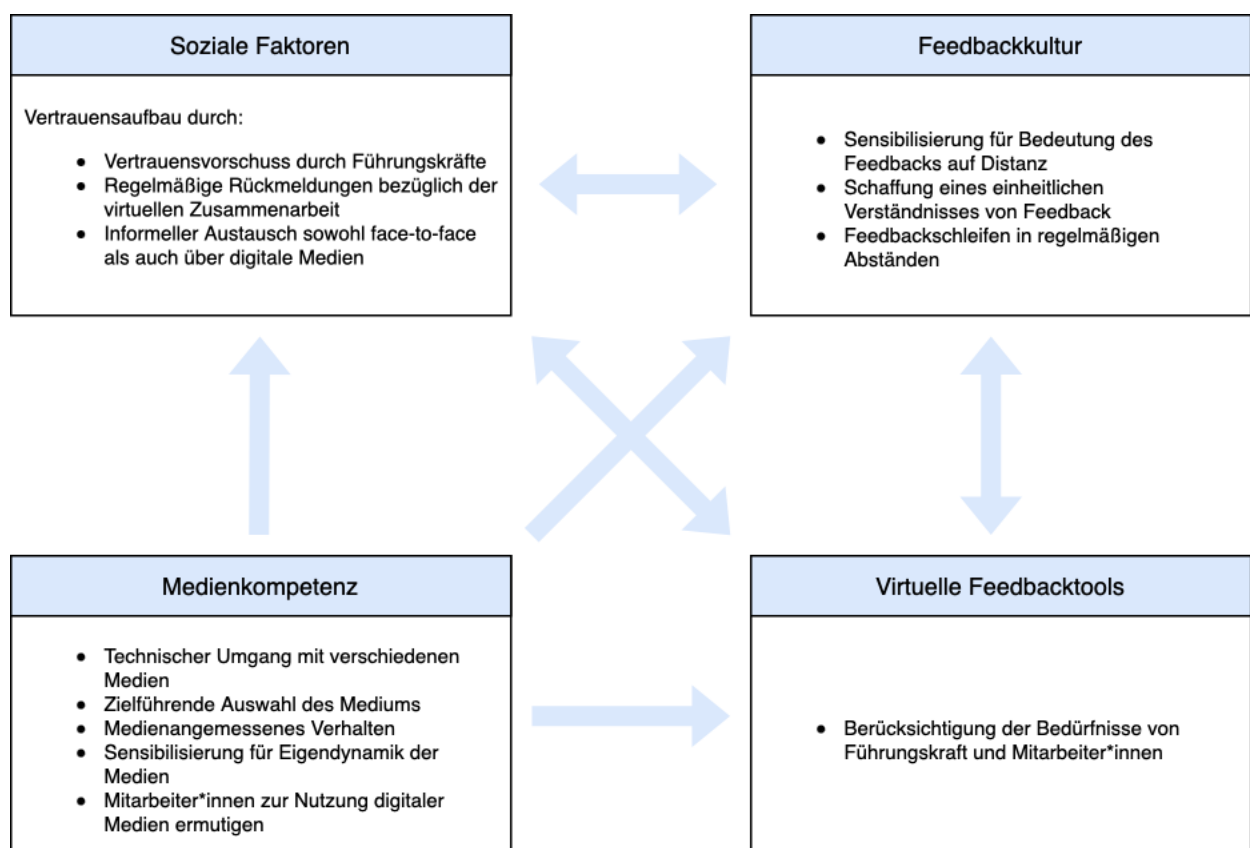 Soziale Faktoren
Vertrauensaufbau durch:
● Vertrauensvorschuss durch Führungskräfte
● Regelmäßige Rückmeldungen bezüglich der
virtuellen Zusammenarbeit
● Informeller Austausch sowohl face-to-face
als auch über digitale Medien
Feedbackkultur
● Sensibilisierung für Bedeutung des
Feedbacks auf Distanz
● Schaffung eines einheitlichen
Verständnisses von Feedback
● Feedbackschleifen in regelmäßigen
Abständen
Medienkompetenz
● Technischer Umgang mit verschiedenen
Medien
● Zielführende Auswahl des Mediums
● Medienangemessenes Verhalten
● Sensibilisierung für Eigendynamik der
Medien
● Mitarbeiter*innen zur Nutzung digitaler
Medien ermutigen
Virtuelle Feedbacktools
● Berücksichtigung der Bedürfnisse von
Führungskraft und Mitarbeiter*innen